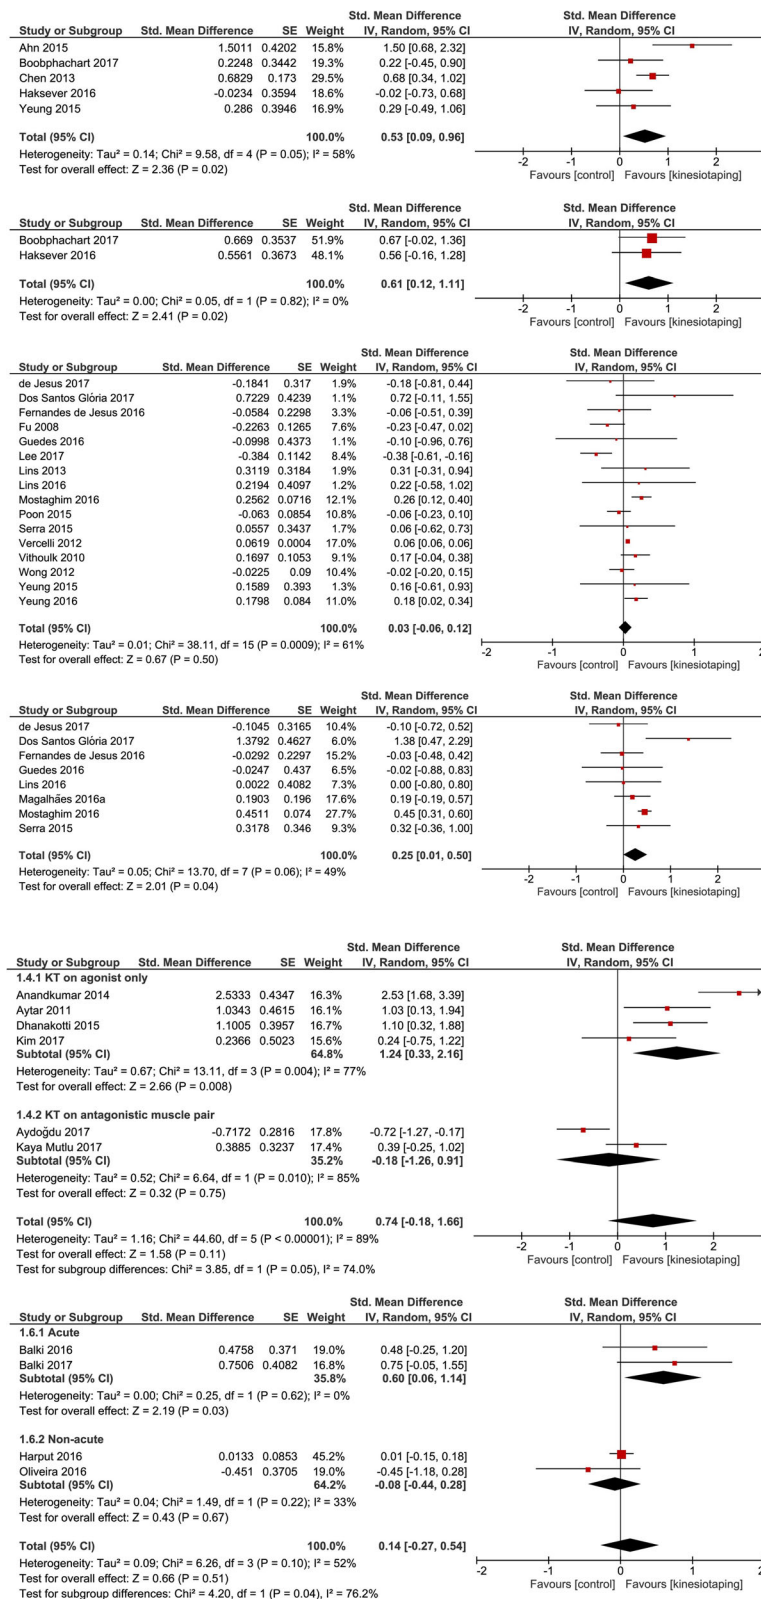 Std. Mean Difference Std. Mean Difference
Study or Subgroup Std. Mean Difference SE Weight IV, Random, 95% CI IV, Random, 95% CI
Ahn 2015 1.5011 0.4202 15.8% 1.50 [0.68, 2.32]
Boobphachart 2017 0.2248 0.3442 19.3% 0.22 [-0.45, 0.90]
Chen 2013 0.6829 0.173 29.5% 0.68 [0.34, 1.02]
Haksever 2016 -0.0234 0.3594 18.6% -0.02 [-0.73, 0.68]
Yeung 2015 0.286 0.3946 16.9% 0.29 [-0.49, 1.06]
Total (95% CI) 100.0% 0.53 [0.09, 0.96]
Heterogeneity: Tau² = 0.14; Chi² = 9.58, df = 4 (P = 0.05); I² = 58%
Test for overall effect: Z = 2.36 (P = 0.02)
-2 -1 0 1 2
Favours [control] Favours [kinesiotaping]
Std. Mean Difference Std. Mean Difference
Study or Subgroup Std. Mean Difference SE Weight IV, Random, 95% CI IV, Random, 95% CI
Boobphachart 2017 0.669 0.3537 51.9% 0.67 [-0.02, 1.36]
Haksever 2016 0.5561 0.3673 48.1% 0.56 [-0.16, 1.28]
Total (95% CI) 100.0% 0.61 [0.12, 1.11]
Heterogeneity: Tau² = 0.00; Chi² = 0.05, df = 1 (P = 0.82); I² = 0%
Test for overall effect: Z = 2.41 (P = 0.02)
-2 -1 0 1 2
Favours [control] Favours [kinesiotaping]
Std. Mean Difference Std. Mean Difference
Study or Subgroup Std. Mean Difference SE Weight IV, Random, 95% CI IV, Random, 95% CI
de Jesus 2017 -0.1841 0.317 1.9% -0.18 [-0.81, 0.44]
Dos Santos Glória 2017 0.7229 0.4239 1.1% 0.72 [-0.11, 1.55]
Fernandes de Jesus 2016 -0.0584 0.2298 3.3% -0.06 [-0.51, 0.39]
Fu 2008 -0.2263 0.1265 7.6% -0.23 [-0.47, 0.02]
Guedes 2016 -0.0998 0.4373 1.1% -0.10 [-0.96, 0.76]
Lee 2017 -0.384 0.1142 8.4% -0.38 [-0.61, -0.16]
Lins 2013 0.3119 0.3184 1.9% 0.31 [-0.31, 0.94]
Lins 2016 0.2194 0.4097 1.2% 0.22 [-0.58, 1.02]
Mostaghim 2016 0.2562 0.0716 12.1% 0.26 [0.12, 0.40]
Poon 2015 -0.063 0.0854 10.8% -0.06 [-0.23, 0.10]
Serra 2015 0.0557 0.3437 1.7% 0.06 [-0.62, 0.73]
Vercelli 2012 0.0619 0.0004 17.0% 0.06 [0.06, 0.06]
Vithoulk 2010 0.1697 0.1053 9.1% 0.17 [-0.04, 0.38]
Wong 2012 -0.0225 0.09 10.4% -0.02 [-0.20, 0.15]
Yeung 2015 0.1589 0.393 1.3% 0.16 [-0.61, 0.93]
Yeung 2016 0.1798 0.084 11.0% 0.18 [0.02, 0.34]
Total (95% CI) 100.0% 0.03 [-0.06, 0.12]
Heterogeneity: Tau² = 0.01; Chi² = 38.11, df = 15 (P = 0.0009); I² = 61%
Test for overall effect: Z = 0.67 (P = 0.50)
-2 -1 0 1 2
Favours [control] Favours [kinesiotaping]
Std. Mean Difference Std. Mean Difference
Study or Subgroup Std. Mean Difference SE Weight IV, Random, 95% CI IV, Random, 95% CI
de Jesus 2017 -0.1045 0.3165 10.4% -0.10 [-0.72, 0.52]
Dos Santos Glória 2017 1.3792 0.4627 6.0% 1.38 [0.47, 2.29]
Fernandes de Jesus 2016 -0.0292 0.2297 15.2% -0.03 [-0.48, 0.42]
Guedes 2016 -0.0247 0.437 6.5% -0.02 [-0.88, 0.83]
Lins 2016 0.0022 0.4082 7.3% 0.00 [-0.80, 0.80]
Magalhães 2016a 0.1903 0.196 17.6% 0.19 [-0.19, 0.57]
Mostaghim 2016 0.4511 0.074 27.7% 0.45 [0.31, 0.60]
Serra 2015 0.3178 0.346 9.3% 0.32 [-0.36, 1.00]
Total (95% CI) 100.0% 0.25 [0.01, 0.50]
Heterogeneity: Tau² = 0.05; Chi² = 13.70, df = 7 (P = 0.06); I² = 49%
Test for overall effect: Z = 2.01 (P = 0.04)
-2 -1 0 1 2
Favours [control] Favours [kinesiotaping]
Std. Mean Difference Std. Mean Difference
Study or Subgroup Std. Mean Difference SE Weight IV, Random, 95% CI IV, Random, 95% CI
1.4.1 KT on agonist only
Anandkumar 2014 2.5333 0.4347 16.3% 2.53 [1.68, 3.39]
Aytar 2011 1.0343 0.4615 16.1% 1.03 [0.13, 1.94]
Dhanakotti 2015 1.1005 0.3957 16.7% 1.10 [0.32, 1.88]
Kim 2017 0.2366 0.5023 15.6% 0.24 [-0.75, 1.22]
Subtotal (95% CI) 64.8% 1.24 [0.33, 2.16]
Heterogeneity: Tau² = 0.67; Chi² = 13.11, df = 3 (P = 0.004); I² = 77%
Test for overall effect: Z = 2.66 (P = 0.008)
1.4.2 KT on antagonistic muscle pair
Aydoğdu 2017 -0.7172 0.2816 17.8% -0.72 [-1.27, -0.17]
Kaya Mutlu 2017 0.3885 0.3237 17.4% 0.39 [-0.25, 1.02]
Subtotal (95% CI) 35.2% -0.18 [-1.26, 0.91]
Heterogeneity: Tau² = 0.52; Chi² = 6.64, df = 1 (P = 0.010); I² = 85%
Test for overall effect: Z = 0.32 (P = 0.75)
Total (95% CI) 100.0% 0.74 [-0.18, 1.66]
Heterogeneity: Tau² = 1.16; Chi² = 44.60, df = 5 (P < 0.00001); I² = 89%
Test for overall effect: Z = 1.58 (P = 0.11)
Test for subgroup differences: Chi² = 3.85, df = 1 (P = 0.05), I² = 74.0%
-2 -1 0 1 2
Favours [control] Favours [kinesiotaping]
Std. Mean Difference Std. Mean Difference
Study or Subgroup Std. Mean Difference SE Weight IV, Random, 95% CI IV, Random, 95% CI
1.6.1 Acute
Balki 2016 0.4758 0.371 19.0% 0.48 [-0.25, 1.20]
Balki 2017 0.7506 0.4082 16.8% 0.75 [-0.05, 1.55]
Subtotal (95% CI) 35.8% 0.60 [0.06, 1.14]
Heterogeneity: Tau² = 0.00; Chi² = 0.25, df = 1 (P = 0.62); I² = 0%
Test for overall effect: Z = 2.19 (P = 0.03)
1.6.2 Non-acute
Harput 2016 0.0133 0.0853 45.2% 0.01 [-0.15, 0.18]
Oliveira 2016 -0.451 0.3705 19.0% -0.45 [-1.18, 0.28]
Subtotal (95% CI) 64.2% -0.08 [-0.44, 0.28]
Heterogeneity: Tau² = 0.04; Chi² = 1.49, df = 1 (P = 0.22); I² = 33%
Test for overall effect: Z = 0.43 (P = 0.67)
Total (95% CI) 100.0% 0.14 [-0.27, 0.54]
Heterogeneity: Tau² = 0.09; Chi² = 6.26, df = 3 (P = 0.10); I² = 52%
Test for overall effect: Z = 0.66 (P = 0.51)
Test for subgroup differences: Chi² = 4.20, df = 1 (P = 0.04), I² = 76.2%
-2 -1 0 1 2
Favours [control] Favours [kinesiotaping]